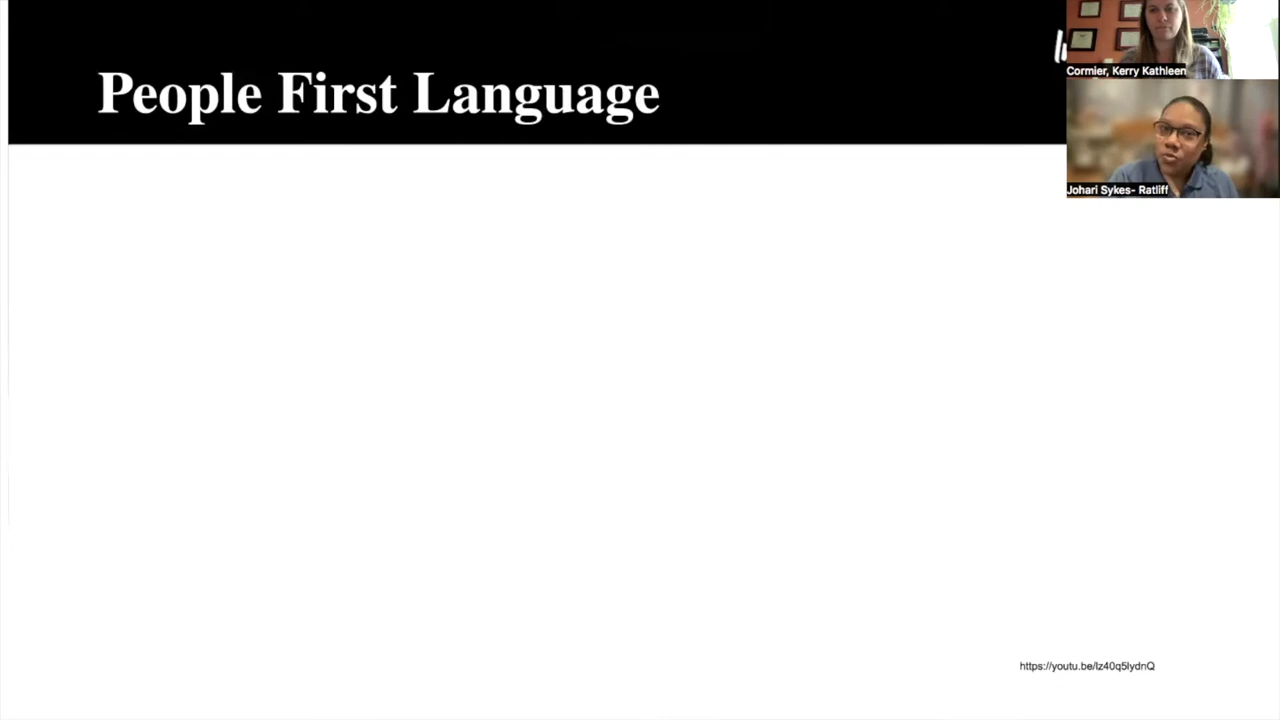 People First Language
Cormier, Kerry Kathleen
Johari Sykes- Ratliff
https://youtu.be/lz40q5lydnQ